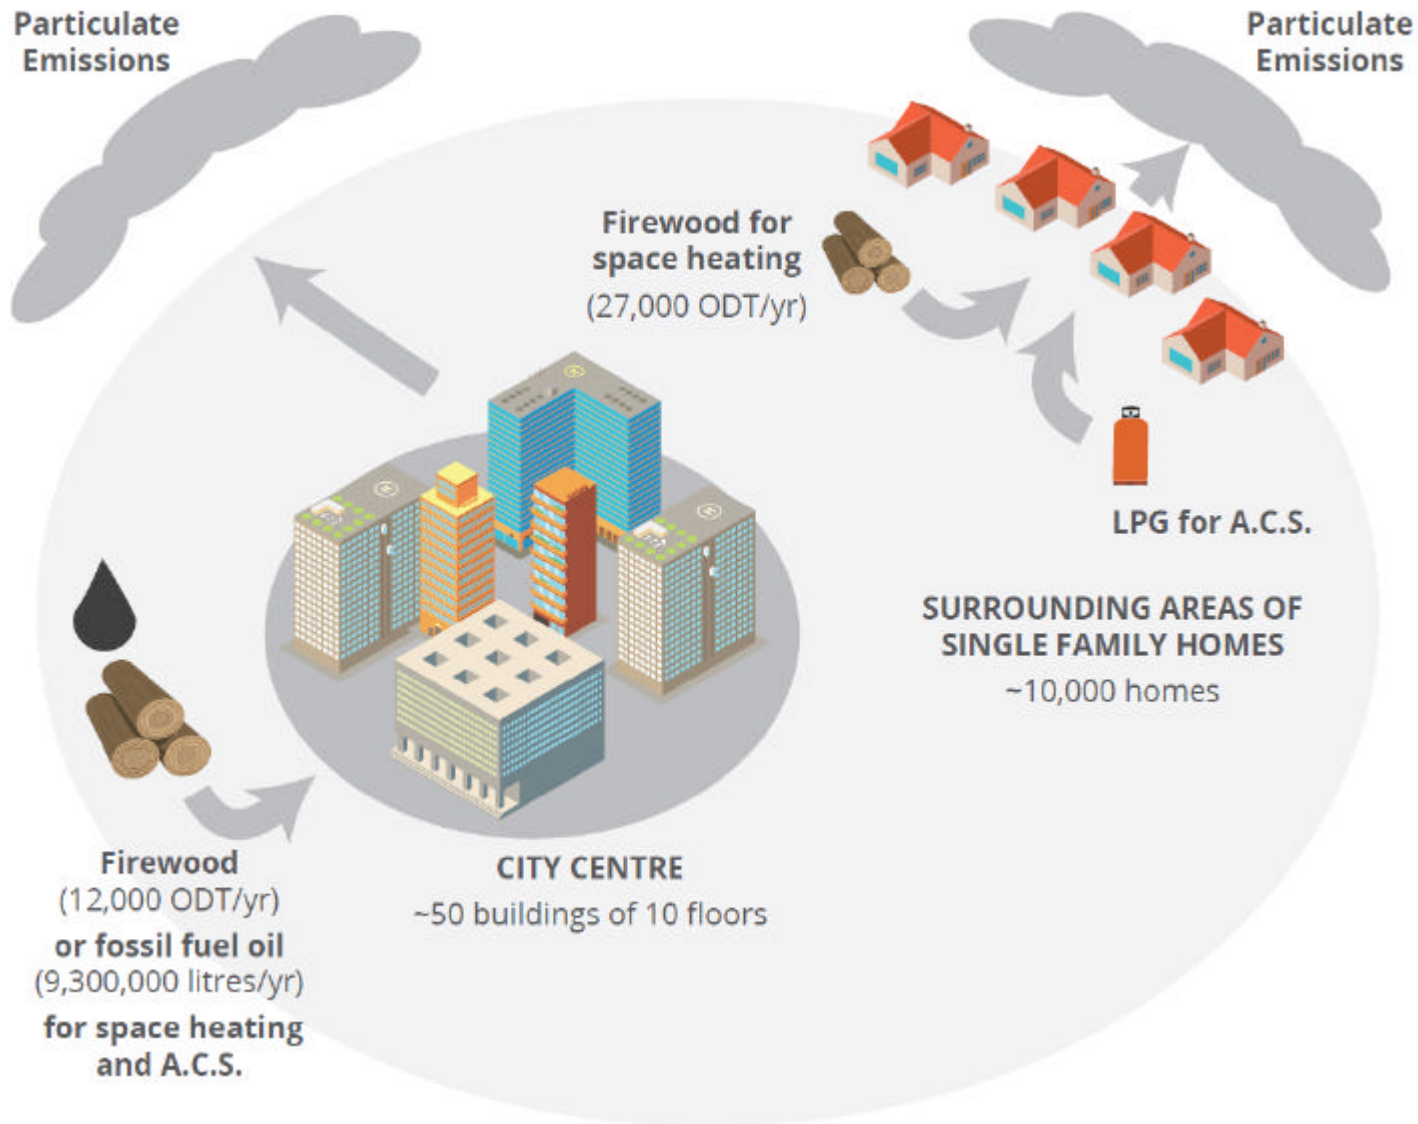 Particulate
Emissions
Particulate
Emissions
Firewood for
space heating
(27,000 ODT/yr)
LPG for A.C.S.
SURROUNDING AREAS OF
SINGLE FAMILY HOMES
~10,000 homes
Firewood
(12,000 ODT/yr)
or fossil fuel oil
(9,300,000 litres/yr)
for space heating
and A.C.S.
CITY CENTRE
~50 buildings of 10 floors